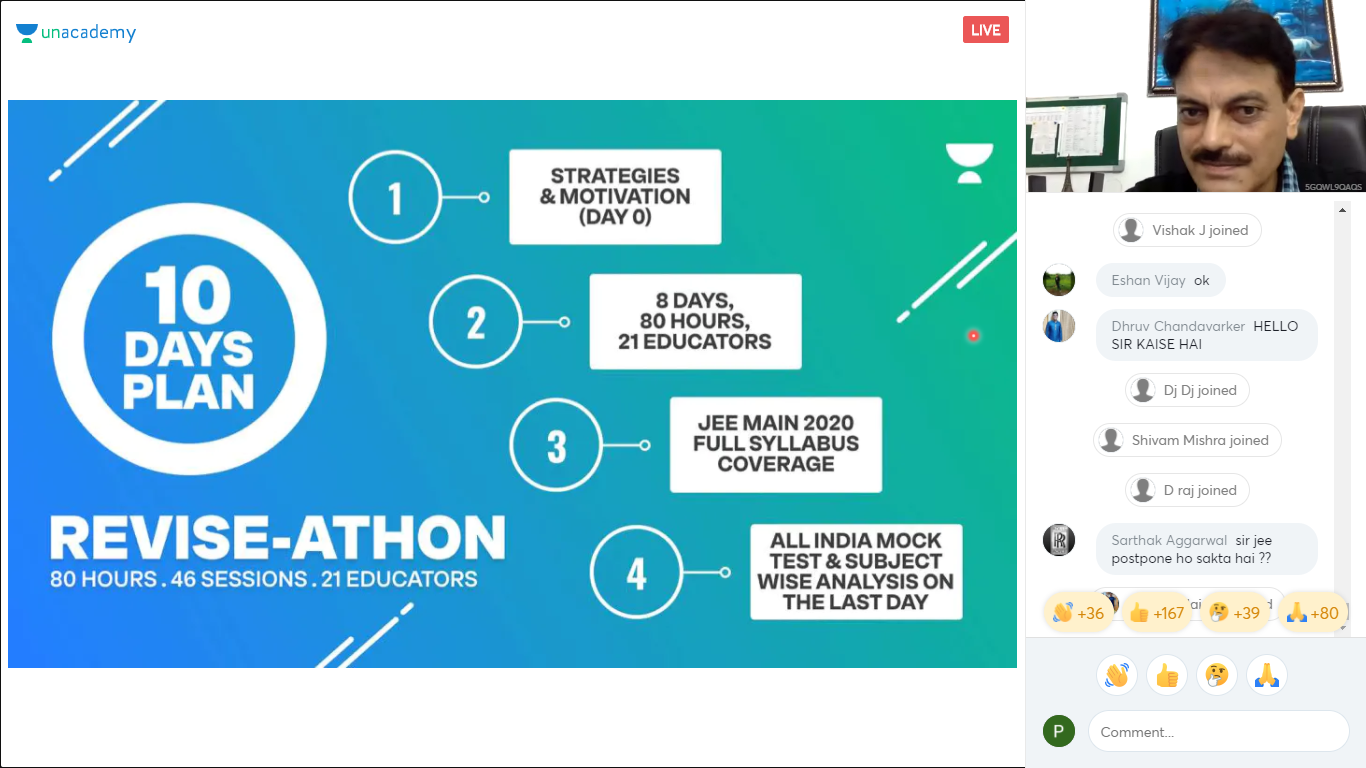 unacademy
LIVE
10
DAYS
PLAN
REVISE-ATHON
80 HOURS . 46 SESSIONS . 21 EDUCATORS
1
STRATEGIES
& MOTIVATION
(DAY 0)
2
8 DAYS,
80 HOURS,
21 EDUCATORS
3
JEE MAIN 2020
FULL SYLLABUS
COVERAGE
4
ALL INDIA MOCK
TEST & SUBJECT
WISE ANALYSIS ON
THE LAST DAY
5GQWL9QAQS
Vishak J joined
Eshan Vijay ok
Dhruv Chandavarker HELLO
SIR KAISE HAI
Dj Dj joined
Shivam Mishra joined
D raj joined
Sarthak Aggarwal sir jee
postpone ho sakta hai ??
+36 +167 +39 +80
P
Comment...